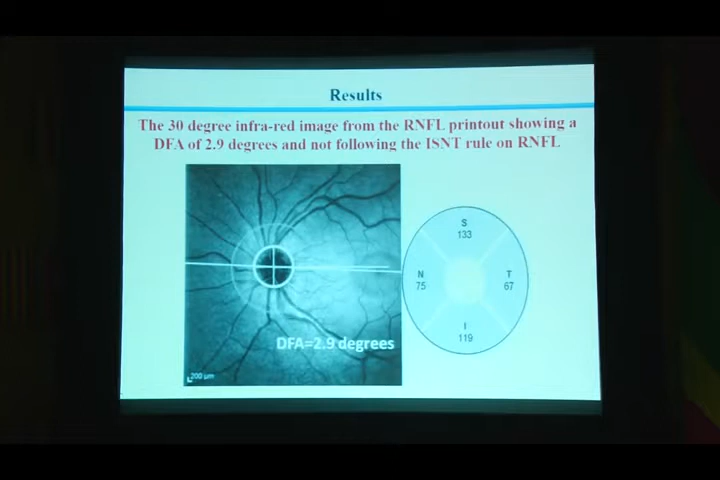 Results
The 30 degree infra-red image from the RNFL printout showing a
DFA of 2.9 degrees and not following the ISNT rule on RNFL
S
133
N
T
75
67
I
119
DFA=2.9 degrees
200 µm